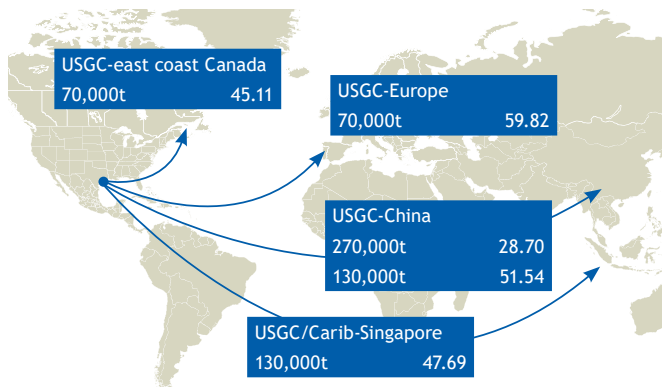 USGC-east coast Canada
70,000t 45.11
USGC-Europe
70,000t 59.82
USGC-China
270,000t 28.70
130,000t 51.54
USGC/Carib-Singapore
130,000t 47.69